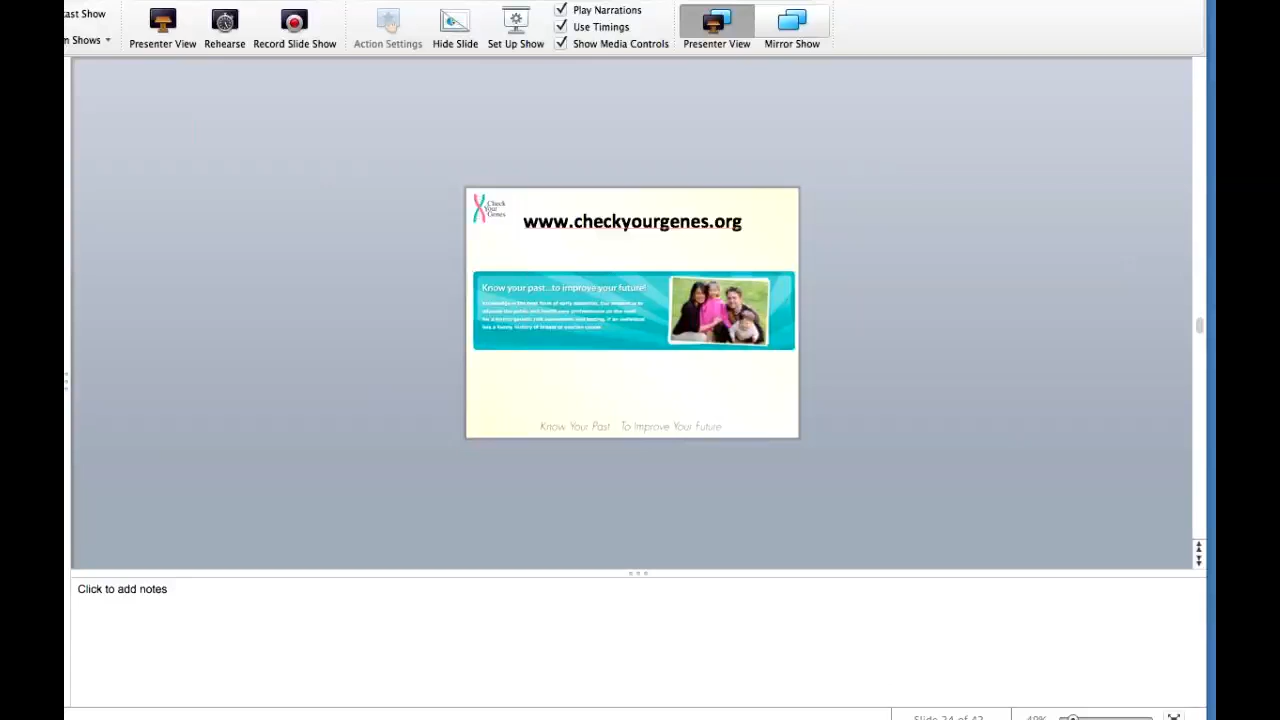 cast Show
m Shows
Presenter View
Rehearse
Record Slide Show
Action Settings
Hide Slide
Set Up Show
Play Narrations
Use Timings
Show Media Controls
Presenter View
Mirror Show
Check
Your
Genes
www.checkyourgenes.org
Know your past...to improve your future!
Know Your Past To Improve Your Future
Click to add notes